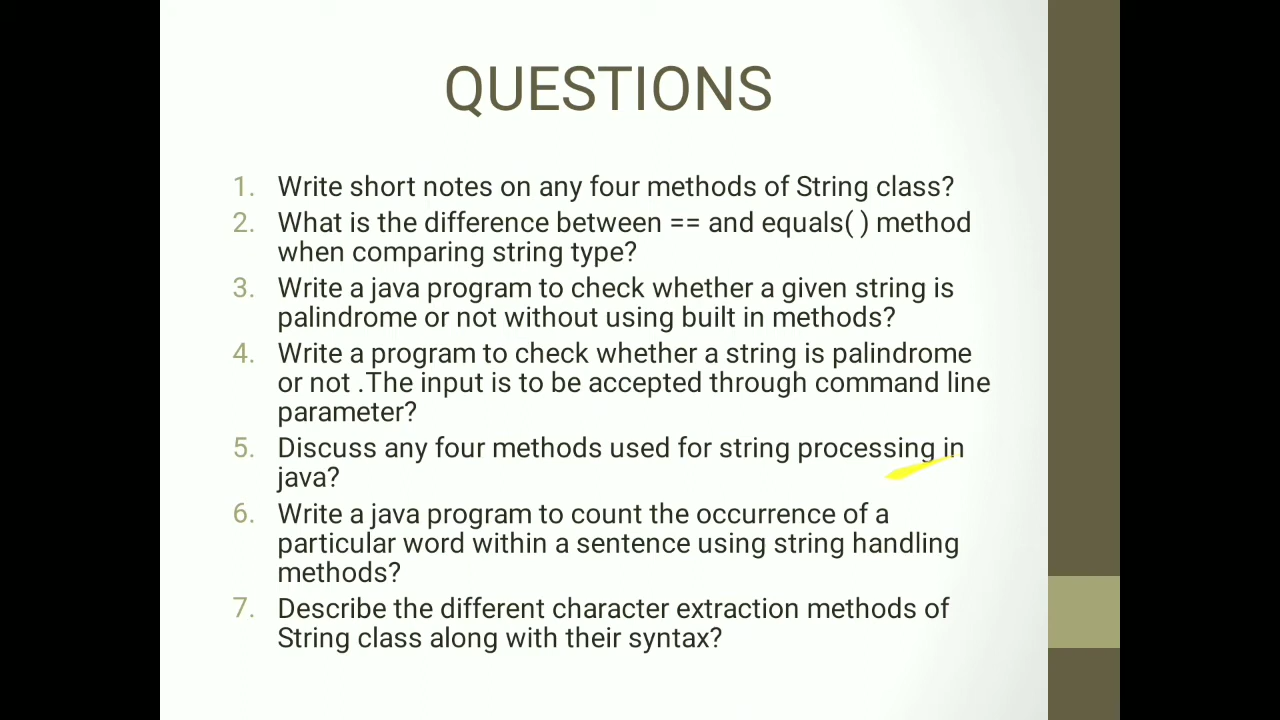 QUESTIONS
1. Write short notes on any four methods of String class?
2. What is the difference between == and equals( ) method
when comparing string type?
3. Write a java program to check whether a given string is
palindrome or not without using built in methods?
4. Write a program to check whether a string is palindrome
or not .The input is to be accepted through command line
parameter?
5. Discuss any four methods used for string processing in
java?
6. Write a java program to count the occurrence of a
particular word within a sentence using string handling
methods?
7. Describe the different character extraction methods of
String class along with their syntax?